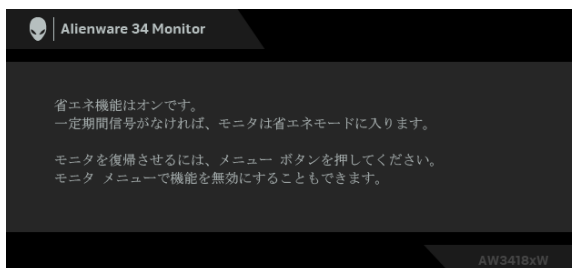 Alienware 34 Monitor
省エネ機能はオンです。
一定期間信号がなければ、モニタは省エネモードに入ります。
モニタを復帰させるには、メニュー ボタンを押してください。
モニタ メニューで機能を無効にすることもできます。
AW3418xW